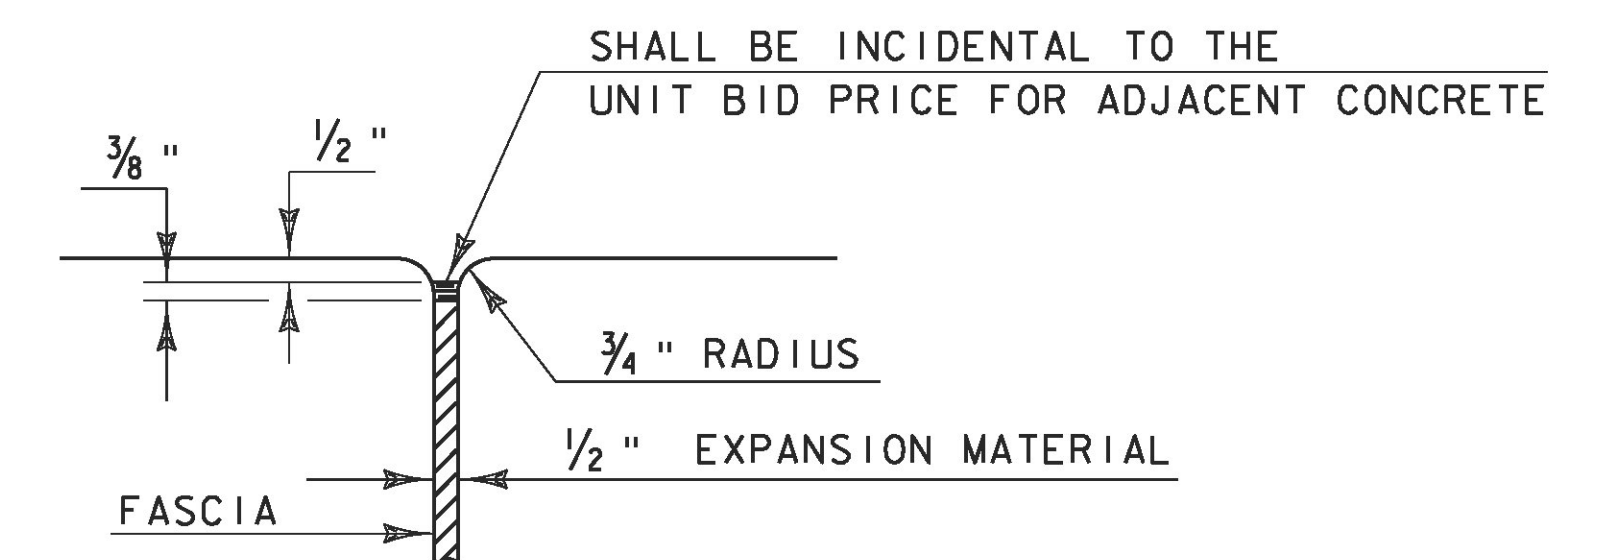 SHALL BE INCIDENTAL TO THE
UNIT BID PRICE FOR ADJACENT CONCRETE
3/8 "
1/2 "
3/4 " RADIUS
1/2 " EXPANSION MATERIAL
FASCIA